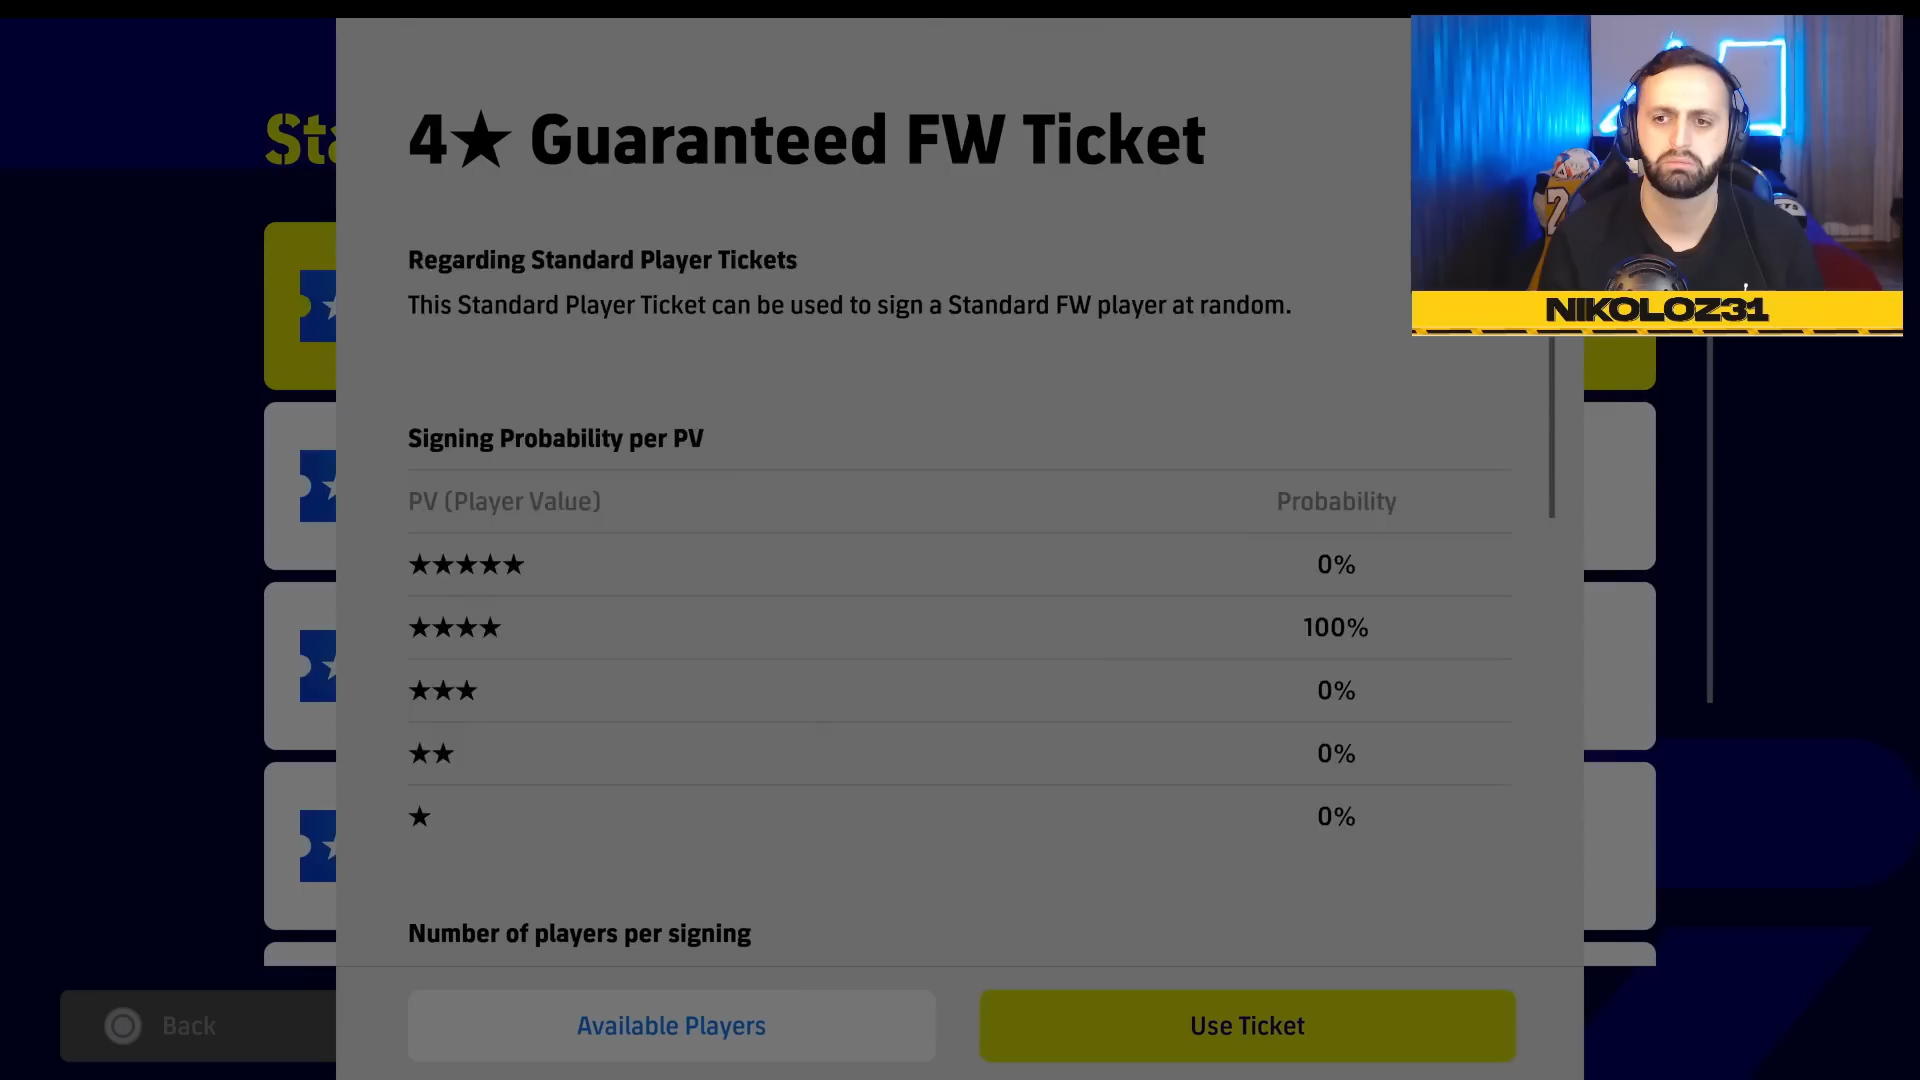 Sta
4★ Guaranteed FW Ticket
Regarding Standard Player Tickets
This Standard Player Ticket can be used to sign a Standard FW player at random.
NIKOLOZ31
Signing Probability per PV
PV (Player Value) Probability
★★★★★ 0%
★★★★ 100%
★★★ 0%
★★ 0%
★ 0%
Number of players per signing
Back
Available Players
Use Ticket